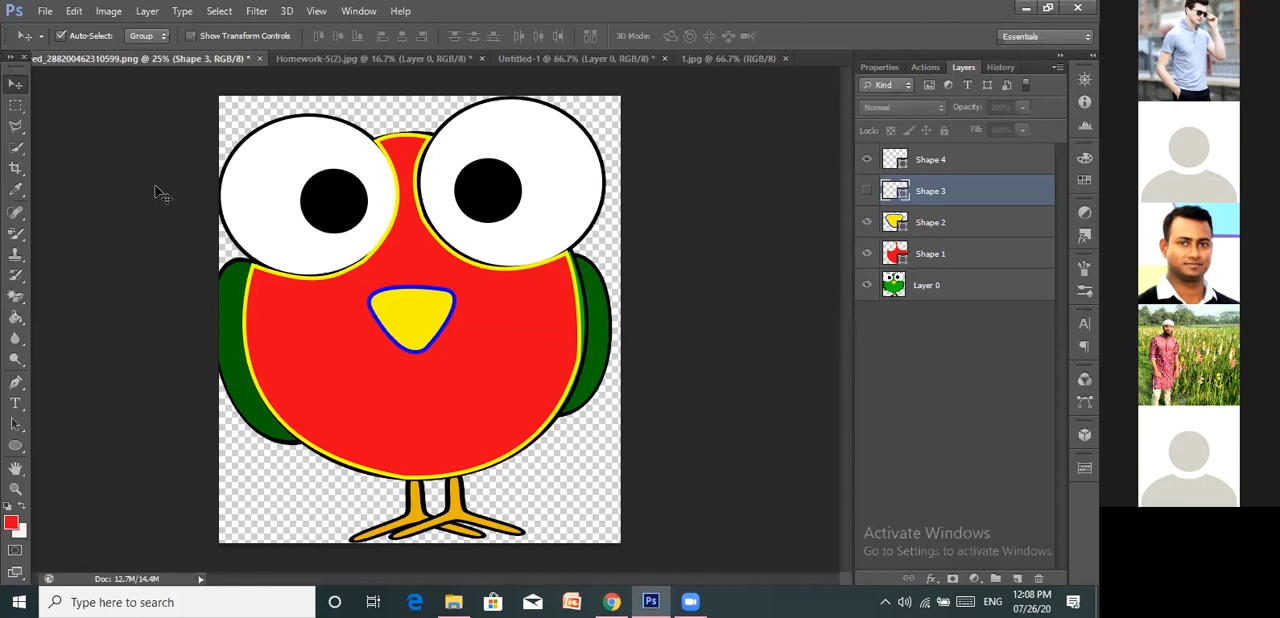 Ps File Edit Image Layer Type Select Filter 3D View Window Help
Auto-Select: Group Show Transform Controls 3D Mode: Essentials
ed_288200462310599.png @ 25% (Shape 3, RGB/8) * × Homework-5(2).jpg @ 16.7% (Layer 0, RGB/8) * × Untitled-1 @ 66.7% (Layer 0, RGB/8) * × 1.jpg @ 66.7% (RGB/8) ×
Properties Actions Layers History
Kind
Normal Opacity: 100%
Lock: Fill: 100%
Shape 4
Shape 3
Shape 2
Shape 1
Layer 0
Activate Windows
Go to Settings to activate Windows.
Doc: 12.7M/14.4M
Type here to search
ENG
12:08 PM
07/26/20